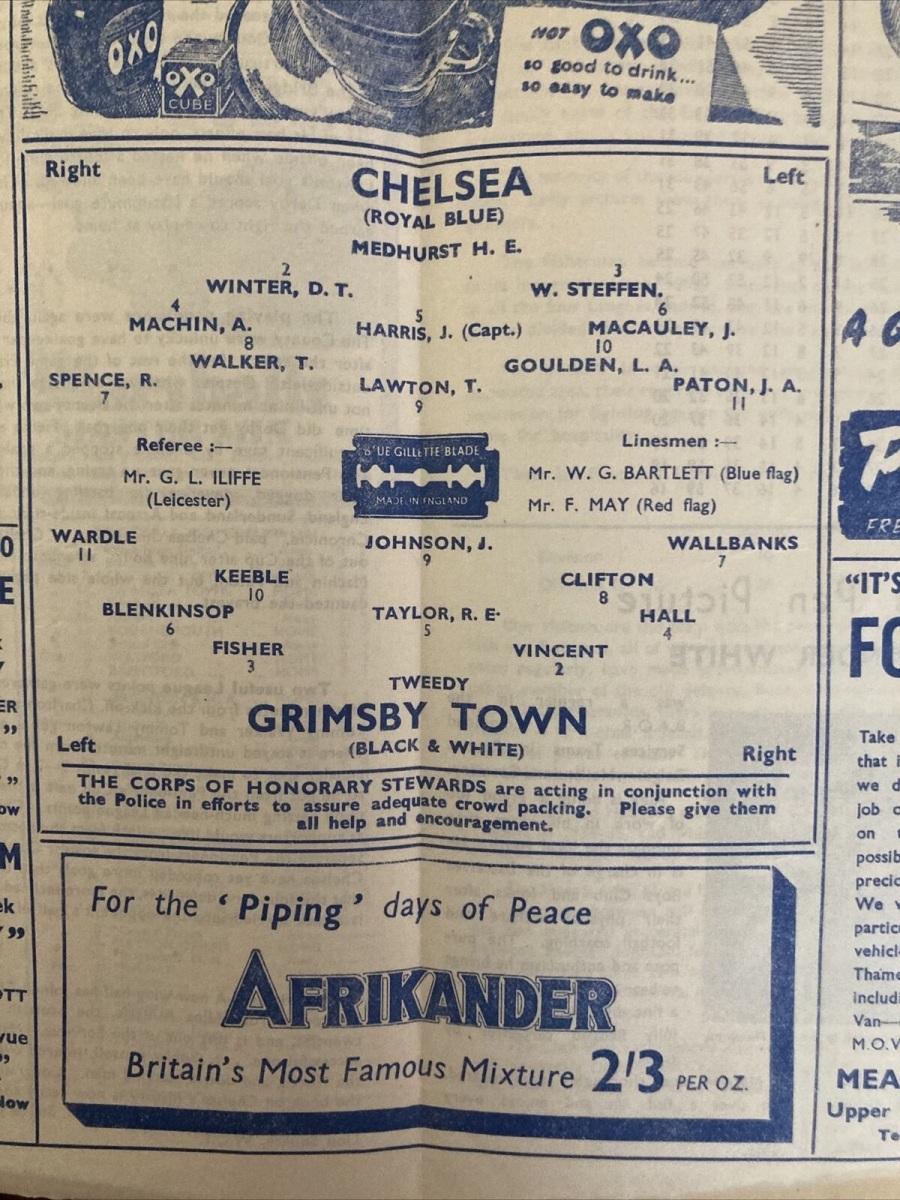 OXO
OXO
CUBE
HOT OXO
so good to drink...
so easy to make
Right
Left
CHELSEA
(ROYAL BLUE)
MEDHURST H. E.
2
3
WINTER, D. T.
W. STEFFEN.
4
5
6
MACHIN, A.
HARRIS, J. (Capt.)
MACAULEY, J.
8
10
WALKER, T.
GOULDEN, L. A.
SPENCE, R.
LAWTON, T.
PATON, J. A.
7
9
11
Referee :—
Linesmen :—
Mr. G. L. ILIFFE
(Leicester)
BLUE GILLETTE BLADE
MADE IN ENGLAND
Mr. W. G. BARTLETT (Blue flag)
Mr. F. MAY (Red flag)
WARDLE
JOHNSON, J.
WALLBANKS
11
9
7
KEEBLE
CLIFTON
10
8
BLENKINSOP
TAYLOR, R. E.
HALL
6
5
4
FISHER
VINCENT
3
2
TWEEDY
GRIMSBY TOWN
Left
(BLACK & WHITE)
Right
THE CORPS OF HONORARY STEWARDS are acting in conjunction with
the Police in efforts to assure adequate crowd packing. Please give them
all help and encouragement.
For the ‘Piping’ days of Peace
AFRIKANDER
Britain's Most Famous Mixture 2'3 PER OZ.
“IT'S
FO
Take
that i
we d
job c
on t
possib
precio
We v
particu
vehicle
Thame
includi
Van—
M.O.V
MEA
Upper
Te